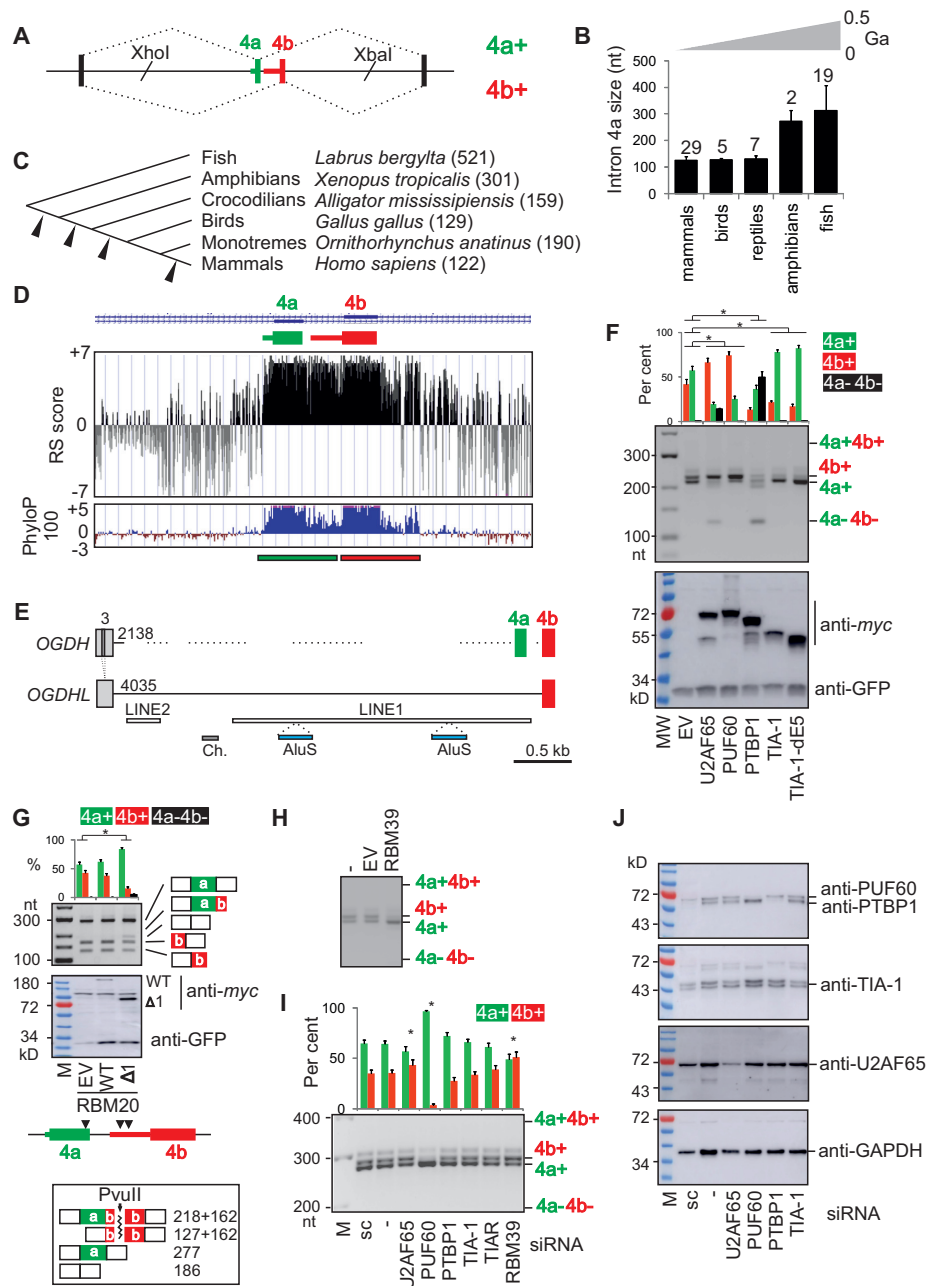 A
XhoI
4a
4b
XbaI
4a+
4b+
B
0.5
0
Ga
Intron 4a size (nt)
500
400
300
200
100
0
29
5
7
2
19
mammals
birds
reptiles
amphibians
fish
C
Fish
Labrus bergylta (521)
Amphibians
Xenopus tropicalis (301)
Crocodilians
Alligator mississipiensis (159)
Birds
Gallus gallus (129)
Monotremes
Ornithorhynchus anatinus (190)
Mammals
Homo sapiens (122)
D
4a
4b
+7
0
-7
RS score
+5
0
-3
PhyloP
100
E
3
OGDH
2138
4a
4b
OGDHL
4035
LINE2
LINE1
Ch.
AluS
AluS
0.5 kb
F
*
*
*
4a+
4b+
4a- 4b-
Per cent
100
50
0
300
200
100
nt
4a+4b+
4b+
4a+
4a- 4b-
72
55
34
kD
anti-myc
anti-GFP
MW
EV
U2AF65
PUF60
PTBP1
TIA-1
TIA-1-dE5
G
4a+
4b+
4a-4b-
*
100
50
0
%
nt
300
100
a
a b
b
b
180
72
34
kD
WT
Δ1
anti-myc
anti-GFP
M
EV
WT
Δ1
RBM20
4a
4b
PvuII
a b b 218+162
b b 127+162
a 277
186
H
-
EV
RBM39
4a+4b+
4b+
4a+
4a- 4b-
I
4a+
4b+
*
*
*
Per cent
100
50
0
400
300
200
nt
4a+4b+
4b+
4a+
4a-4b-
M
sc
-
U2AF65
PUF60
PTBP1
TIA-1
TIAR
RBM39
siRNA
J
kD
72
43
anti-PUF60
anti-PTBP1
72
43
anti-TIA-1
72
55
43
anti-U2AF65
72
43
34
anti-GAPDH
M
sc
-
U2AF65
PUF60
PTBP1
TIA-1
siRNA